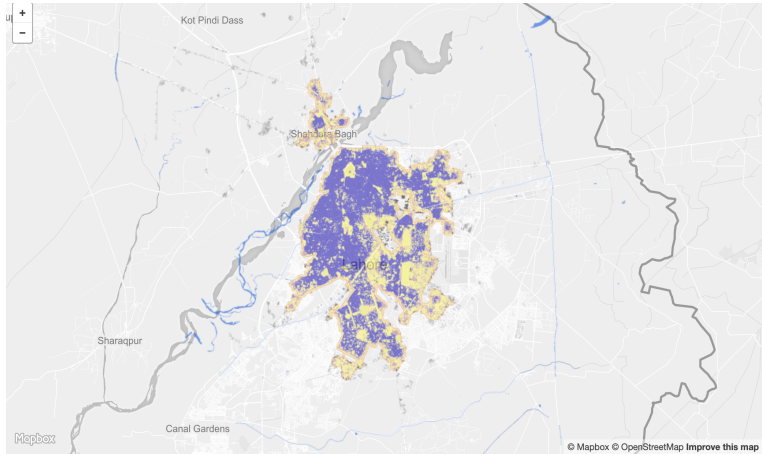 +
Kot Pindi Dass
−
Shahdara Bagh
Lahore
Sharaqpur
Canal Gardens
Mapbox
© Mapbox © OpenStreetMap Improve this map